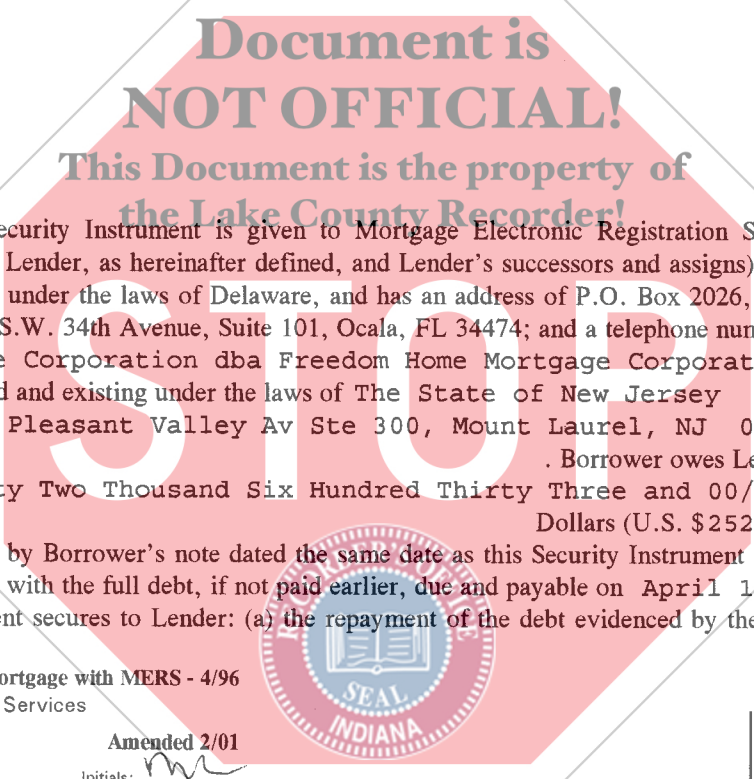 Document is
NOT OFFICIAL!
This Document is the property of
the Lake County Recorder!
ecurity Instrument is given to Mortgage Electronic Registration S
Lender, as hereinafter defined, and Lender's successors and assigns)
under the laws of Delaware, and has an address of P.O. Box 2026,
S.W. 34th Avenue, Suite 101, Ocala, FL 34474; and a telephone num
e Corporation dba Freedom Home Mortgage Corporat
d and existing under the laws of The State of New Jersey
Pleasant Valley Av Ste 300, Mount Laurel, NJ 0
. Borrower owes Le
ty Two Thousand Six Hundred Thirty Three and 00/
Dollars (U.S. $252
by Borrower's note dated the same date as this Security Instrument
with the full debt, if not paid earlier, due and payable on April 1
nt secures to Lender: (a) the repayment of the debt evidenced by the
STOP
SEAL
INDIANA
ortgage with MERS - 4/96
Services
Amended 2/01
Initials: